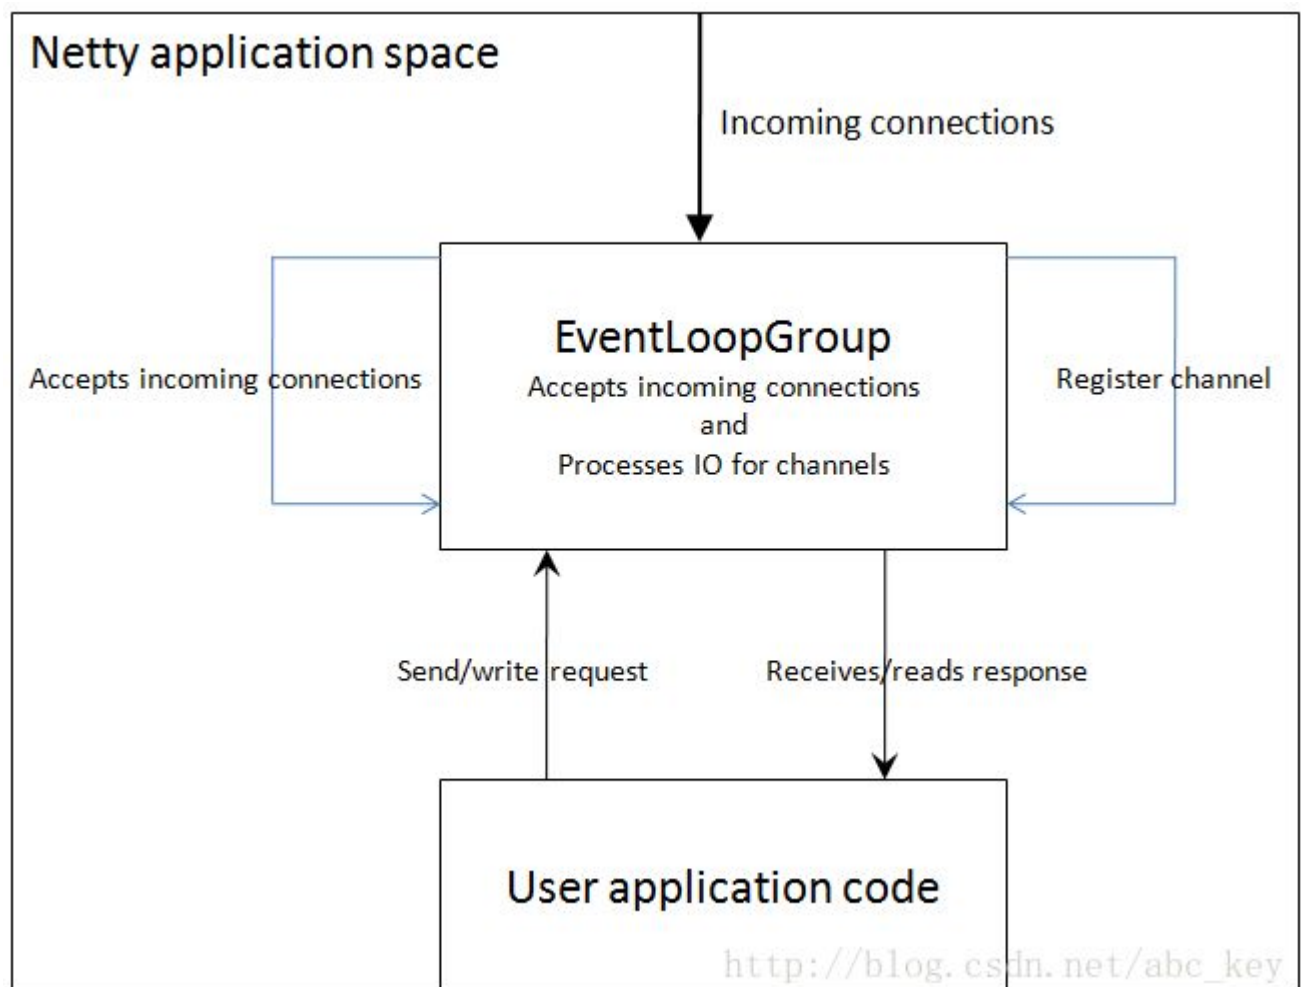 Netty application space
Incoming connections
EventLoopGroup
Accepts incoming connections
and
Processes IO for channels
Accepts incoming connections
Register channel
Send/write request
Receives/reads response
User application code
http://blog.csdn.net/abc_key